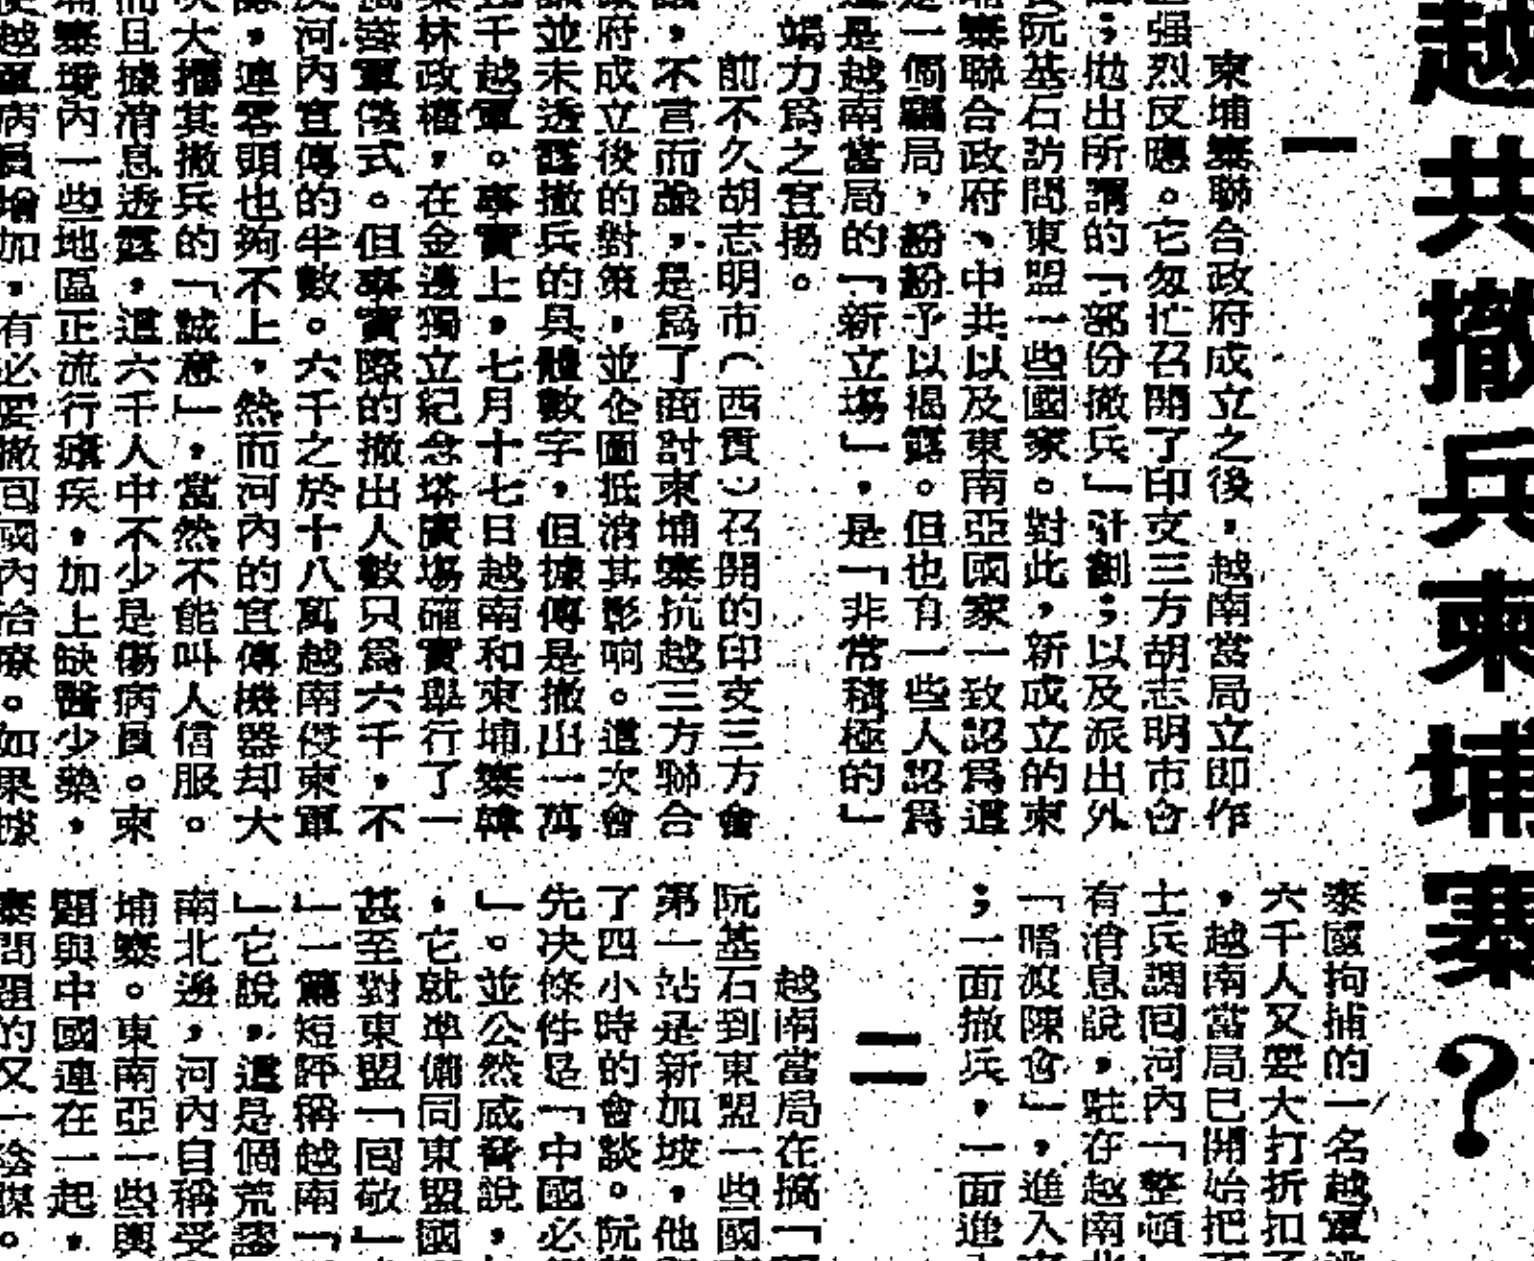 越共撤兵柬埔寨?
一
柬埔寨聯合政府成立之後,越南當局立即作
强烈反應。它匆忙召開了印支三方胡志明市會
;拋出所謂的「部份撤兵」計劃;以及派出外
阮基石訪問東盟一些國家。對此,新成立的柬
埔寨聯合政府、中共以及東南亞國家一致認爲這
是一個騙局,紛紛予以揭露。但也有一些人認爲
這是越南當局的「新立場」,是「非常積極的」
竭力爲之宣揚。
前不久胡志明市(西貢)召開的印支三方會
議,不言而喻,是爲了商討柬埔寨抗越三方聯合
政府成立後的對策,並企圖抵消其影响。這次會
議並未透露撤兵的具體數字,但據傳是撤出一萬
五千越軍。事實上,七月十七日越南和柬埔寨韓
桑林政權,在金邊獨立紀念塔廣場確實舉行了一
撤軍儀式。但事實際的撤出人數只爲六千,不
及河內宣傳的半數。六千之於十八萬越南侵柬軍
隊,連零頭也夠不上,然而河內的宣傳機器却大
吹大擂其撤兵的「誠意」,當然不能叫人信服。
而且據消息透露,這六千人中不少是傷病員。柬
埔寨境內一些地區正流行瘧疾,加上缺醫少藥,
使越軍病員增加,有必要撤囘國內治療。如果據
泰國拘捕的一名越軍
六千人又要大打折扣
,越南當局已開始把
士兵調囘河內「整頓
有消息說,駐在越南北
「暗渡陳倉」,進入
;一面撤兵,一面進
二
越南當局在搞「
阮基石到東盟一些國
第一站是新加坡,他
了四小時的會談。阮
先决條件是「中國必
」。並公然威脅說,
,它就準備同東盟國
甚至對東盟「囘敬」
」一篇短評稱越南「
」它說,這是個荒謬
南北邊,河內自稱受
埔寨。東南亞一些輿
題與中國連在一起,
寨問題的又一陰謀。